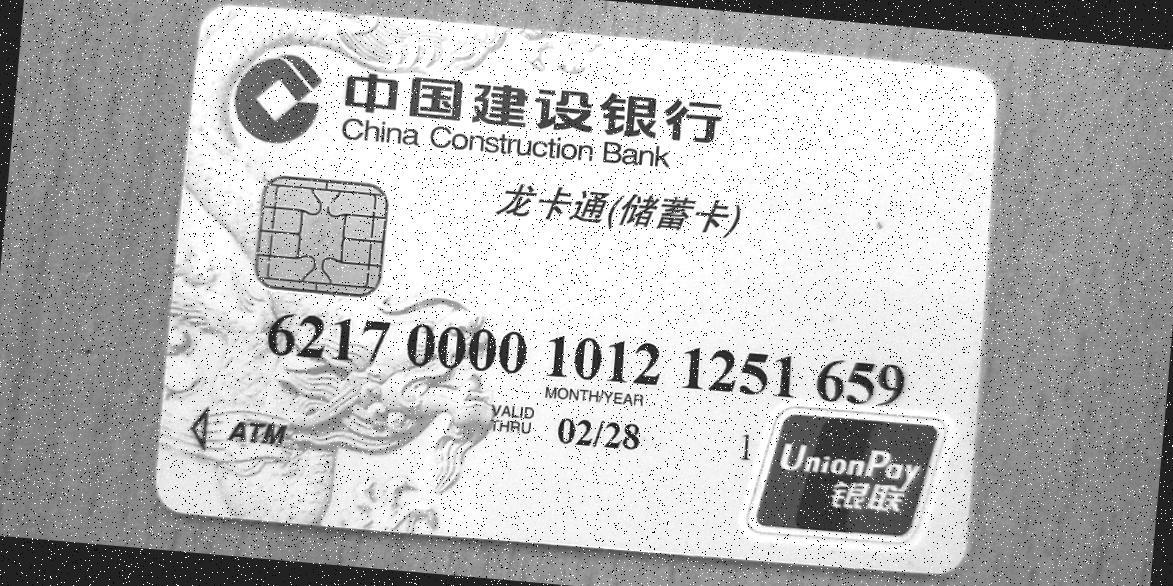 中国建设银行
China Construction Bank
龙卡通(储蓄卡)
6217 0000 1012 1251 659
MONTH/YEAR
VALID
THRU
02/28
1
ATM
UnionPay
银联